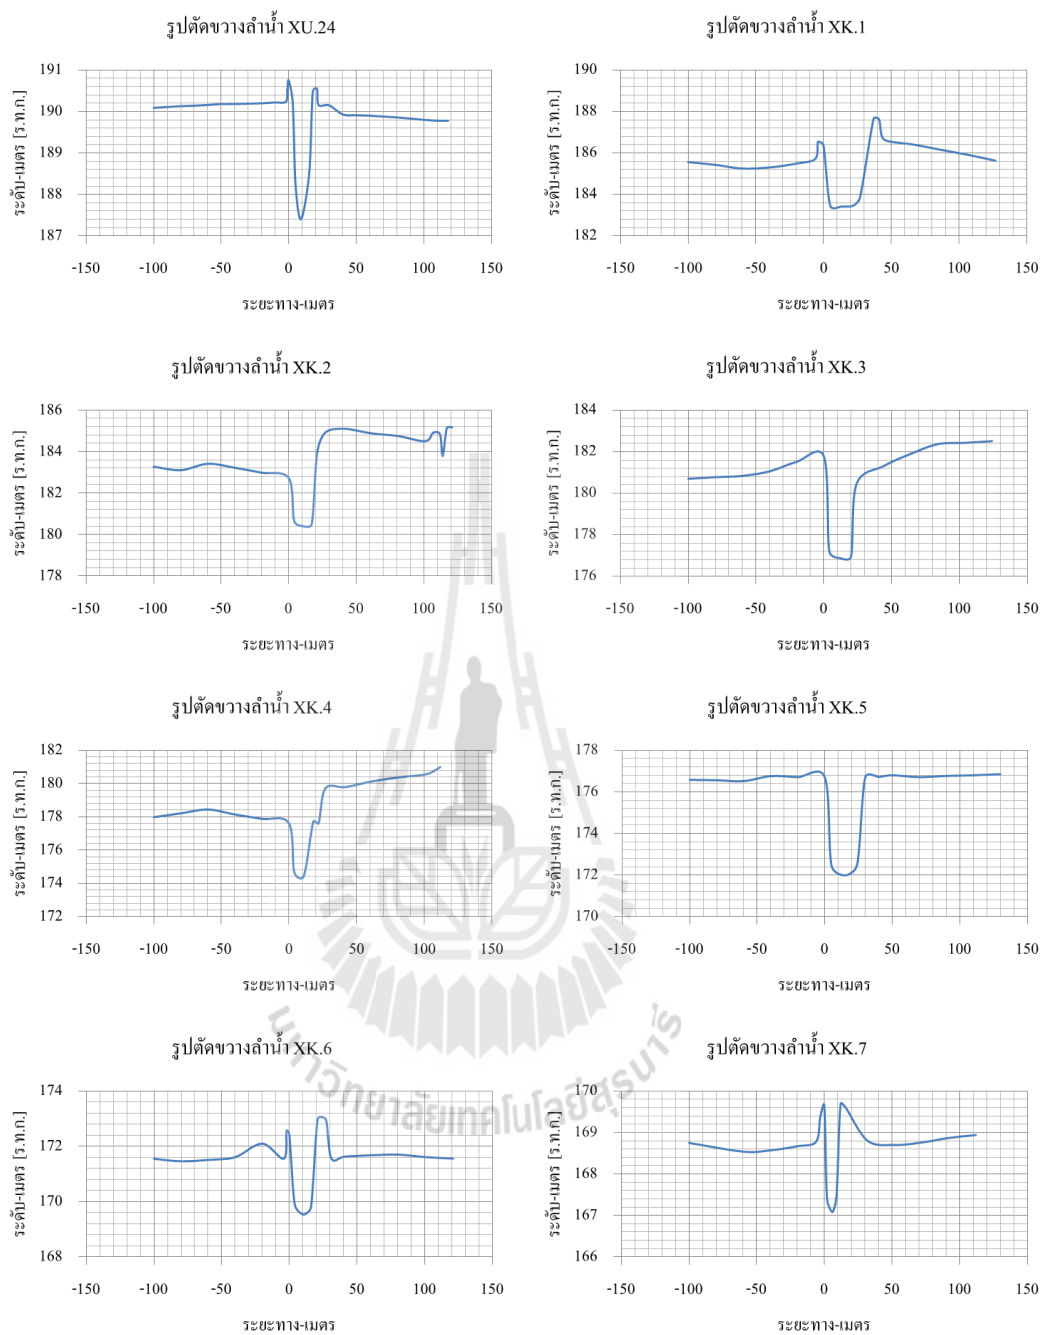 รูปตัดขวางลำน้ำ XU.24
ระดับ-เมตร [ร.ท.ก.]
191
190
189
188
187
-150 -100 -50 0 50 100 150
ระยะทาง-เมตร
รูปตัดขวางลำน้ำ XK.1
ระดับ-เมตร [ร.ท.ก.]
190
188
186
184
182
-150 -100 -50 0 50 100 150
ระยะทาง-เมตร
รูปตัดขวางลำน้ำ XK.2
ระดับ-เมตร [ร.ท.ก.]
186
184
182
180
178
-150 -100 -50 0 50 100 150
ระยะทาง-เมตร
รูปตัดขวางลำน้ำ XK.3
ระดับ-เมตร [ร.ท.ก.]
184
182
180
178
176
-150 -100 -50 0 50 100 150
ระยะทาง-เมตร
รูปตัดขวางลำน้ำ XK.4
ระดับ-เมตร [ร.ท.ก.]
182
180
178
176
174
172
-150 -100 -50 0 50 100 150
ระยะทาง-เมตร
รูปตัดขวางลำน้ำ XK.5
ระดับ-เมตร [ร.ท.ก.]
178
176
174
172
170
-150 -100 -50 0 50 100 150
ระยะทาง-เมตร
รูปตัดขวางลำน้ำ XK.6
ระดับ-เมตร [ร.ท.ก.]
174
172
170
168
-150 -100 -50 0 50 100 150
ระยะทาง-เมตร
รูปตัดขวางลำน้ำ XK.7
ระดับ-เมตร [ร.ท.ก.]
170
169
168
167
166
-150 -100 -50 0 50 100 150
ระยะทาง-เมตร
มหาวิทยาลัยเทคโนโลยีสุรนารี